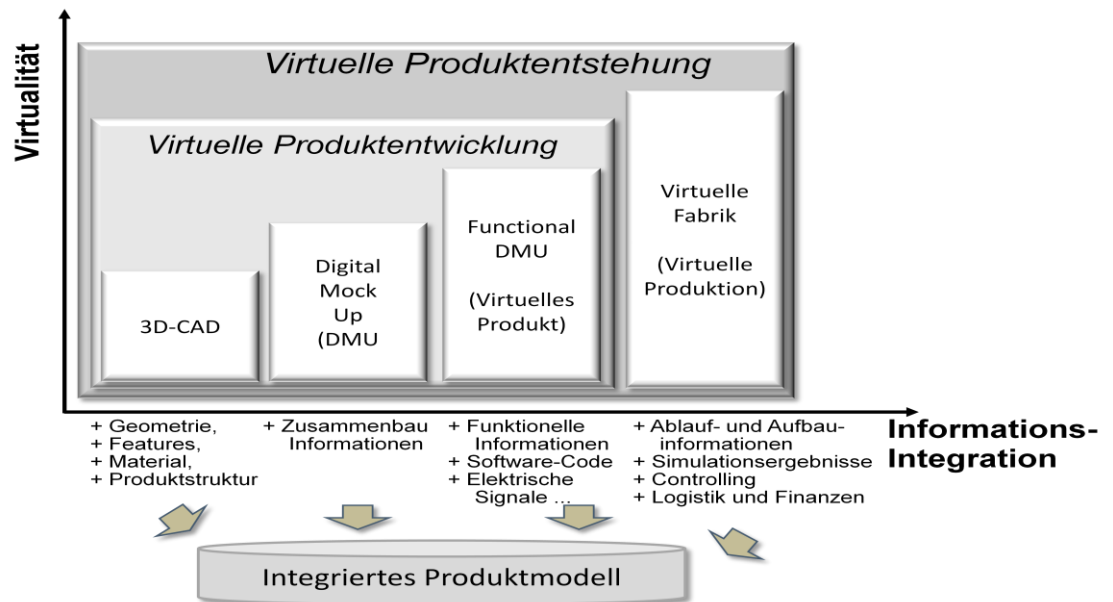 Virtualität
Virtuelle Produktentstehung
Virtuelle Produktentwicklung
3D-CAD
Digital
Mock
Up
(DMU
Functional
DMU
(Virtuelles
Produkt)
Virtuelle
Fabrik
(Virtuelle
Produktion)
+ Geometrie,
+ Features,
+ Material,
+ Produktstruktur
+ Zusammenbau
Informationen
+ Funktionelle
Informationen
+ Software-Code
+ Elektrische
Signale ...
+ Ablauf- und Aufbau-
informationen
+ Simulationsergebnisse
+ Controlling
+ Logistik und Finanzen
Informations-
Integration
Integriertes Produktmodell